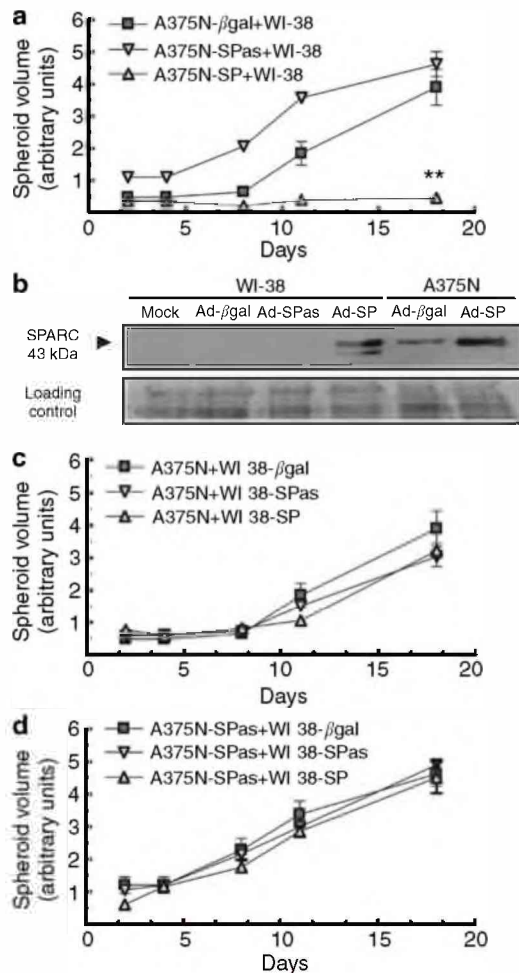 a
A375N-βgal+WI-38
A375N-SPas+WI-38
A375N-SP+WI-38
Spheroid volume
(arbitrary units)
6
5
4
3
2
1
**
0 5 10 15 20
Days
b
WI-38 A375N
Mock Ad-βgal Ad-SPas Ad-SP Ad-βgal Ad-SP
SPARC
43 kDa
Loading
control
c
A375N+WI 38-βgal
A375N+WI 38-SPas
A375N+WI 38-SP
Spheroid volume
(arbitrary units)
6
5
4
3
2
1
0 5 10 15 20
Days
d
A375N-SPas+WI 38-βgal
A375N-SPas+WI 38-SPas
A375N-SPas+WI 38-SP
Spheroid volume
(arbitrary units)
6
5
4
3
2
1
0 5 10 15 20
Days